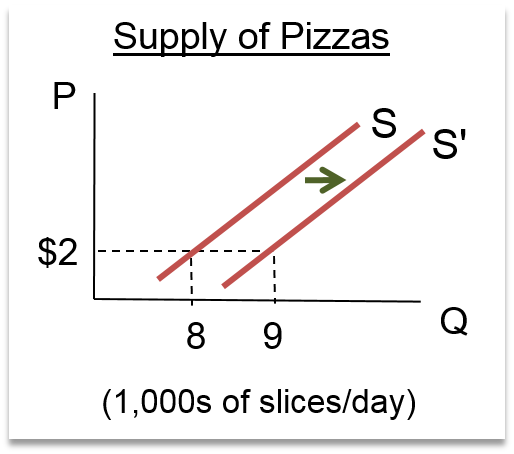 Supply of Pizzas
P
S
S'
$2
8
9
Q
(1,000s of slices/day)